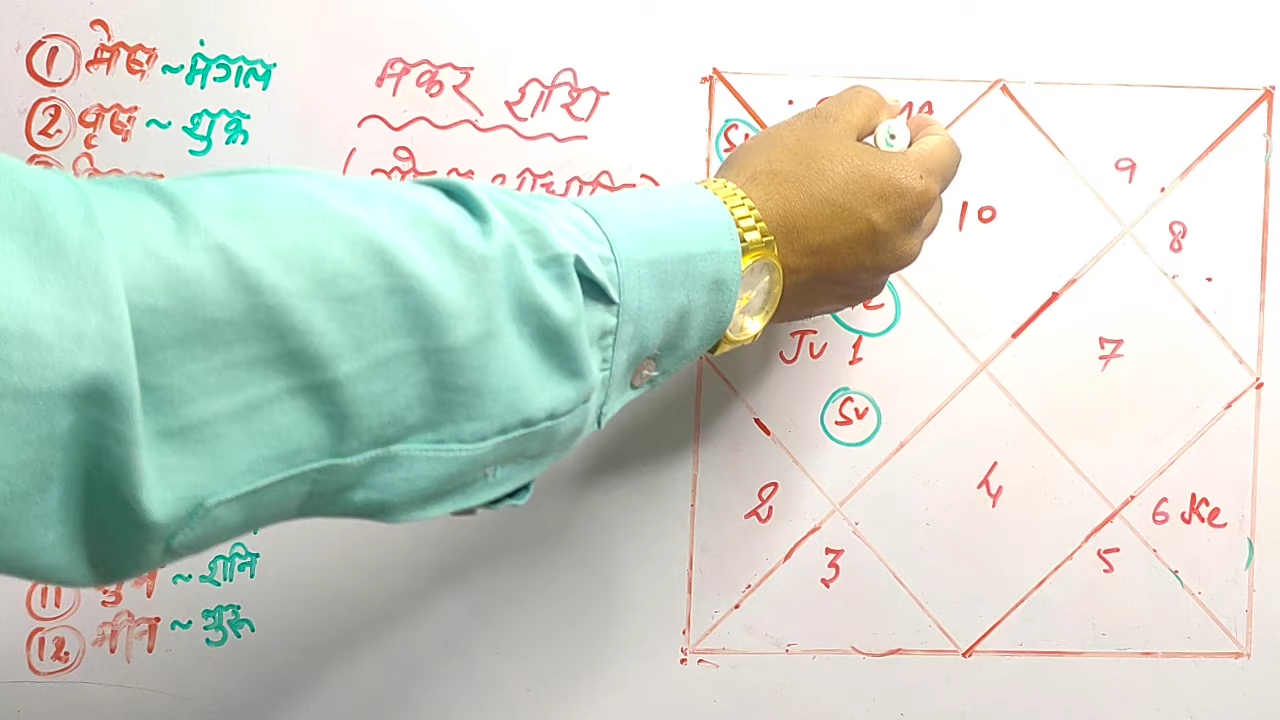 ① मेष ~ मंगल
② वृष ~ शुक्र
मकर राशि
10
9
8
7
Ju 1
Su
2
3
4
5
6 Ke
11 ~ शनि
12 मीन ~ गुरू